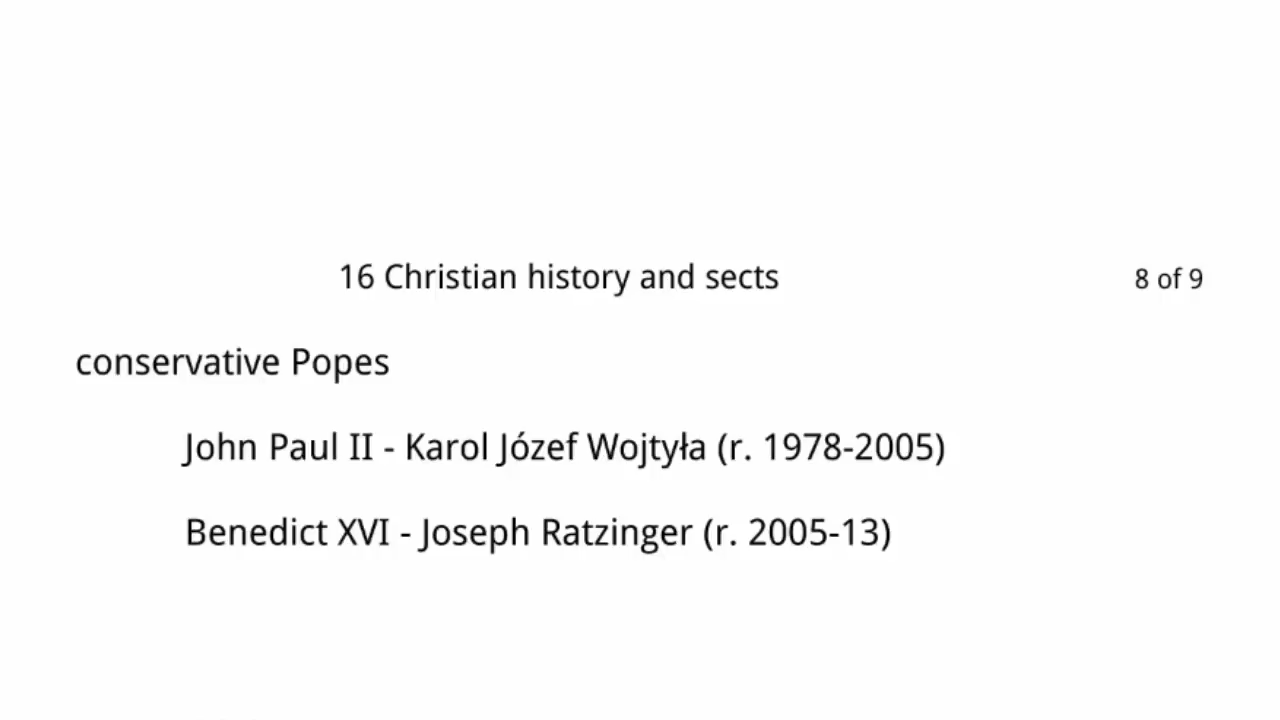 16 Christian history and sects 8 of 9
conservative Popes
John Paul II - Karol Józef Wojtyła (r. 1978-2005)
Benedict XVI - Joseph Ratzinger (r. 2005-13)